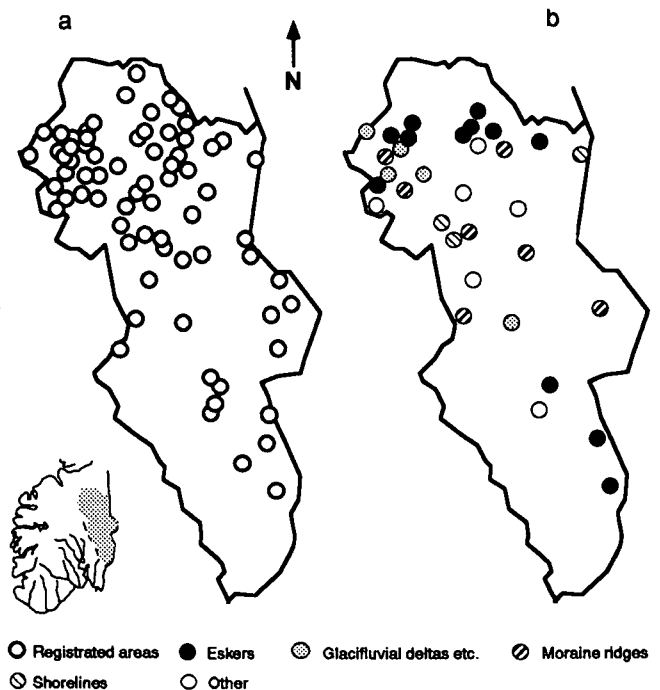 a
b
N
Registrated areas Eskers Glacifluvial deltas etc. Moraine ridges
Shorelines Other